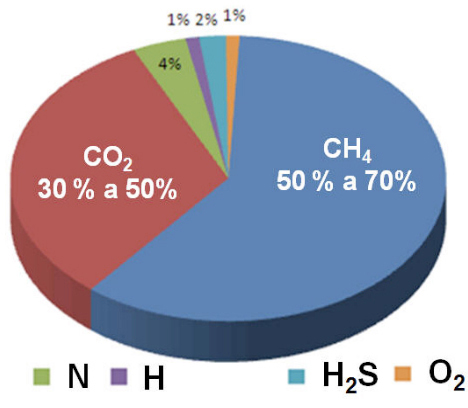 1% 2% 1%
4%
CO₂
30 % a 50%
CH₄
50 % a 70%
N H H₂S O₂